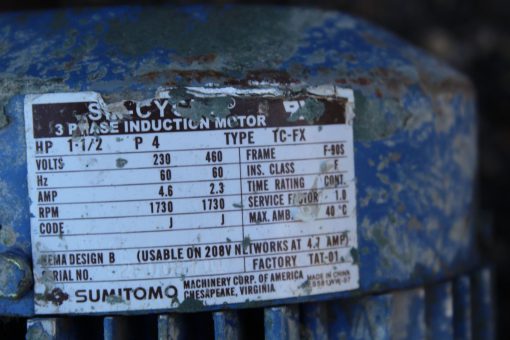 3 PHASE INDUCTION MOTOR
HP 1-1/2 P 4 TYPE TC-FX
VOLTS 230 460 FRAME F-90S
Hz 60 60 INS. CLASS F
AMP 4.6 2.3 TIME RATING CONT.
RPM 1730 1730 SERVICE FACTOR 1.0
CODE J J MAX. AMB. 40 °C
NEMA DESIGN B (USABLE ON 208V NETWORKS AT 4.7 AMP)
SERIAL NO. FACTORY TAT-01
SUMITOMO MACHINERY CORP. OF AMERICA
CHESAPEAKE, VIRGINIA
MADE IN CHINA